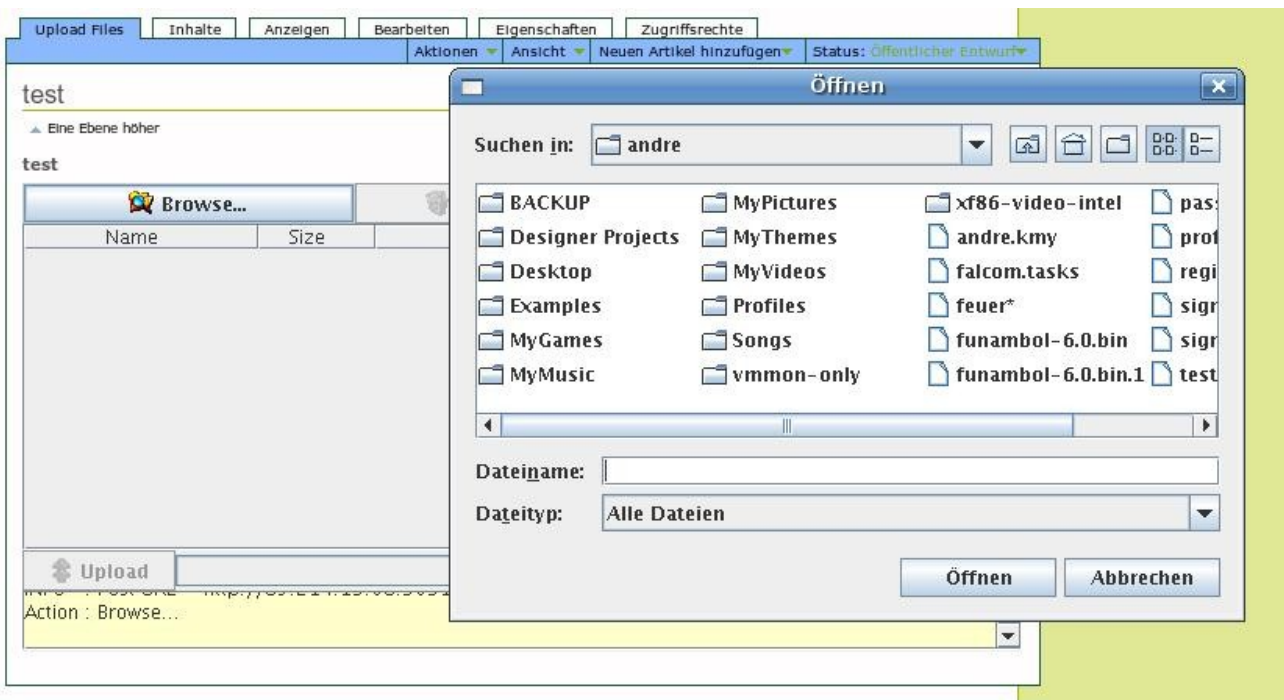 Upload Files Inhalte Anzeigen Bearbeiten Eigenschaften Zugriffsrechte
Aktionen Ansicht Neuen Artikel hinzufügen Status: Öffentlicher Entwurf
test
Eine Ebene höher
test
Browse...
Name Size
Upload
Action : Browse...
Öffnen
Suchen in: andre
BACKUP MyPictures xf86-video-intel
Designer Projects MyThemes andre.kmy
Desktop MyVideos falcom.tasks
Examples Profiles feuer*
MyGames Songs funambol-6.0.bin
MyMusic vmmon-only funambol-6.0.bin.1 test
Dateiname:
Dateityp: Alle Dateien
Öffnen Abbrechen